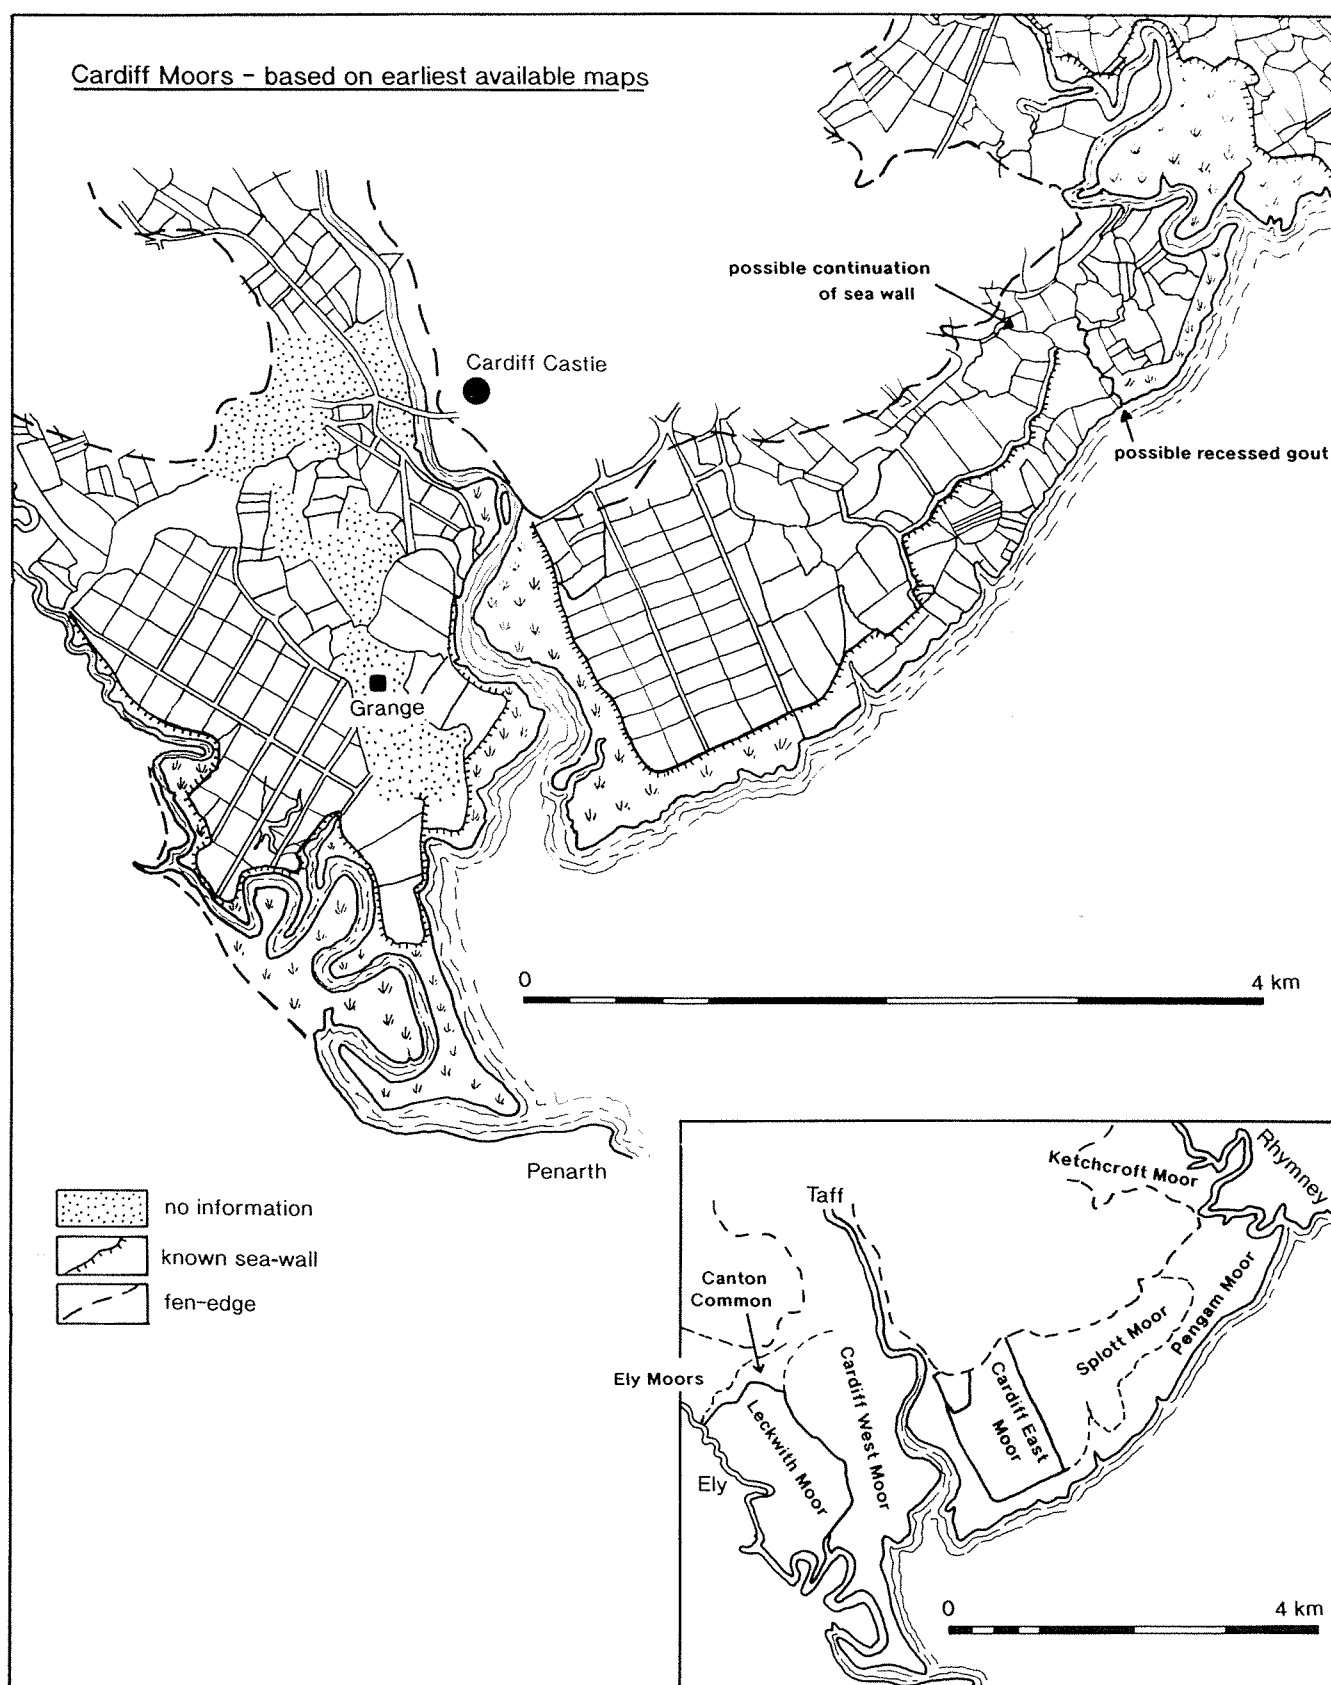 Cardiff Moors - based on earliest available maps
possible continuation
of sea wall
Cardiff Castle
possible recessed gout
Grange
0
4 km
Penarth
no information
known sea-wall
fen-edge
Rhymney
Ketchcroft Moor
Taff
Canton
Common
Ely Moors
Cardiff West Moor
Leckwith Moor
Cardiff East
Moor
Splott Moor
Pengam Moor
Ely
0
4 km